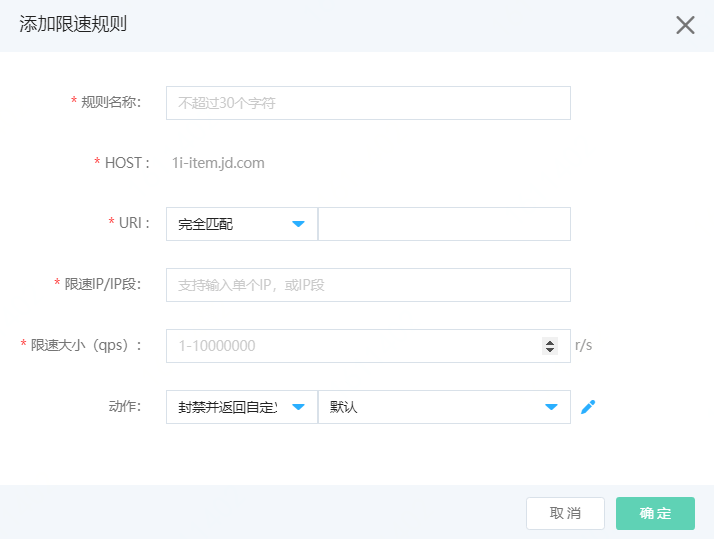 添加限速规则
* 规则名称： 不超过30个字符
* HOST： 1i-item.jd.com
* URI： 完全匹配
* 限速IP/IP段： 支持输入单个IP，或IP段
* 限速大小（qps）： 1-10000000 r/s
动作： 封禁并返回自定义 默认
取消 确定